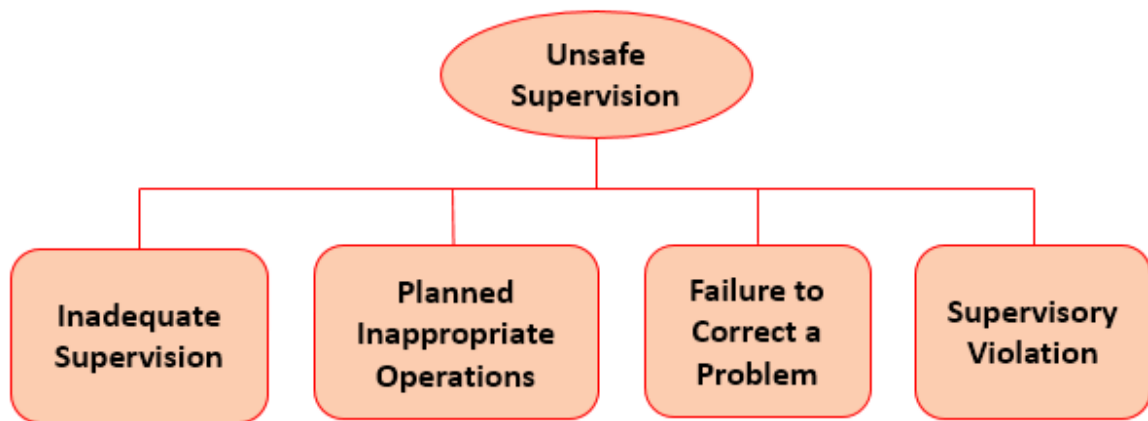 Unsafe
Supervision
Inadequate
Supervision
Planned
Inappropriate
Operations
Failure to
Correct a
Problem
Supervisory
Violation